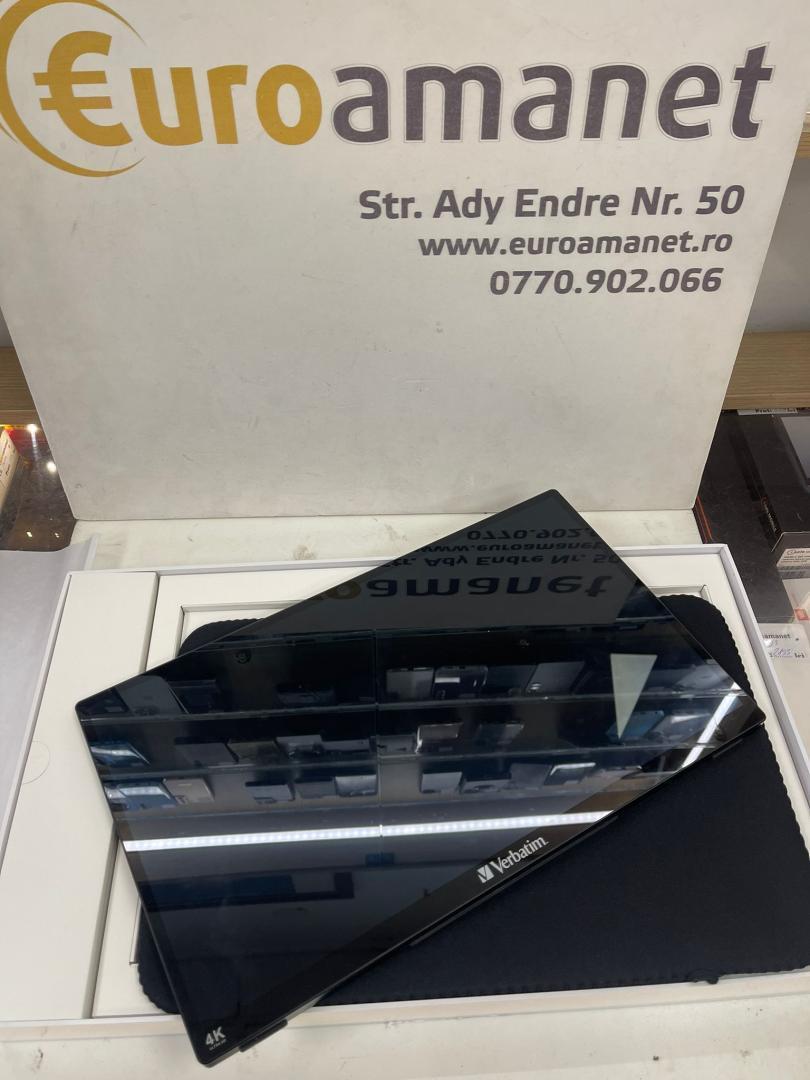 €uroamanet
Str. Ady Endre Nr. 50
www.euroamanet.ro
0770.902.066
Verbatim
4K